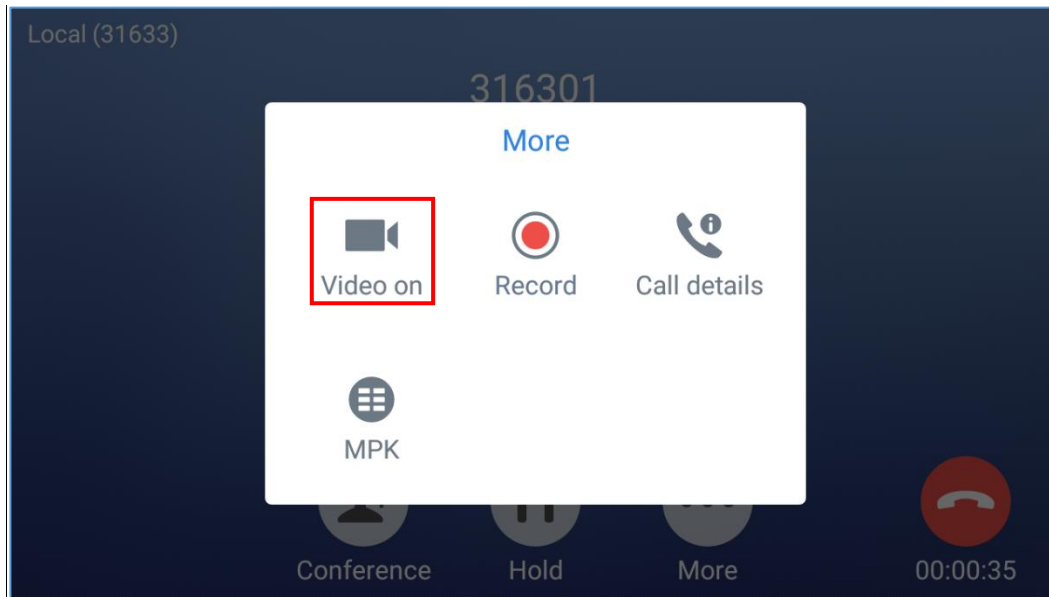 Local (31633)
316301
More
Video on
Record
Call details
MPK
Conference
Hold
More
00:00:35